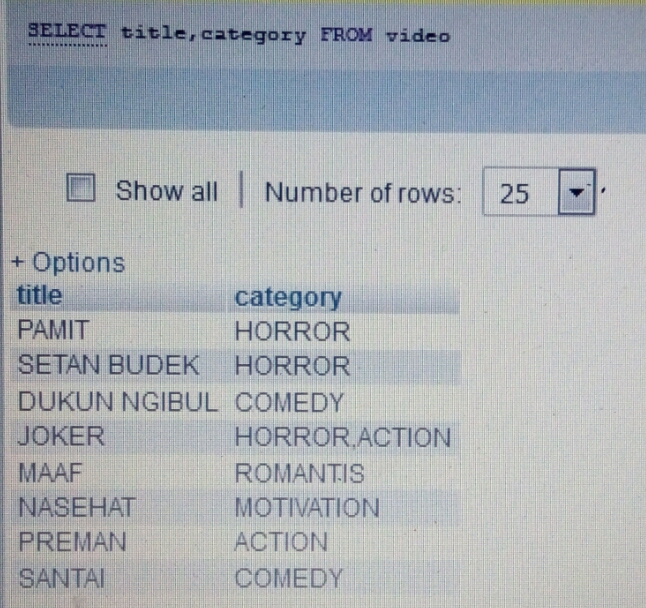 SELECT title,category FROM video
Show all | Number of rows: 25
+ Options
title category
PAMIT HORROR
SETAN BUDEK HORROR
DUKUN NGIBUL COMEDY
JOKER HORROR,ACTION
MAAF ROMANTIS
NASEHAT MOTIVATION
PREMAN ACTION
SANTAI COMEDY